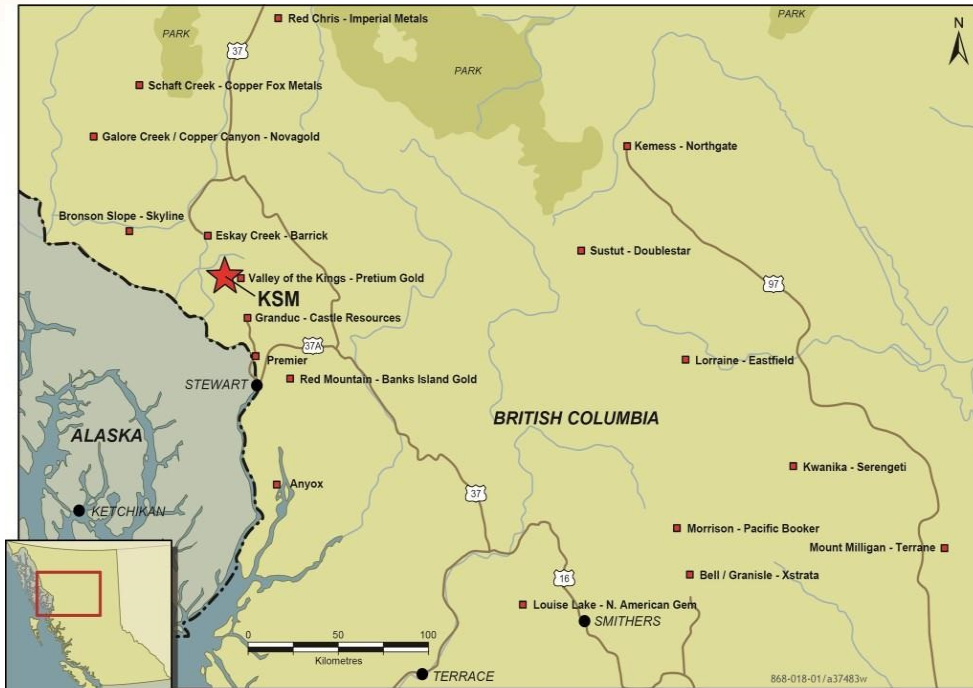 Red Chris - Imperial Metals
PARK
PARK
N
37
PARK
Schaft Creek - Copper Fox Metals
Galore Creek / Copper Canyon - Novagold
Kemess - Northgate
Bronson Slope - Skyline
Eskay Creek - Barrick
Sustut - Doublestar
Valley of the Kings - Pretium Gold
97
KSM
Granduc - Castle Resources
37A
Premier
Lorraine - Eastfield
STEWART
Red Mountain - Banks Island Gold
BRITISH COLUMBIA
ALASKA
Kwanika - Serengeti
Anyox
37
KETCHIKAN
Morrison - Pacific Booker
Mount Milligan - Terrane
Bell / Granisle - Xstrata
16
Louise Lake - N. American Gem
SMITHERS
0 50 100
Kilometres
TERRACE
868-018-01/a37483w